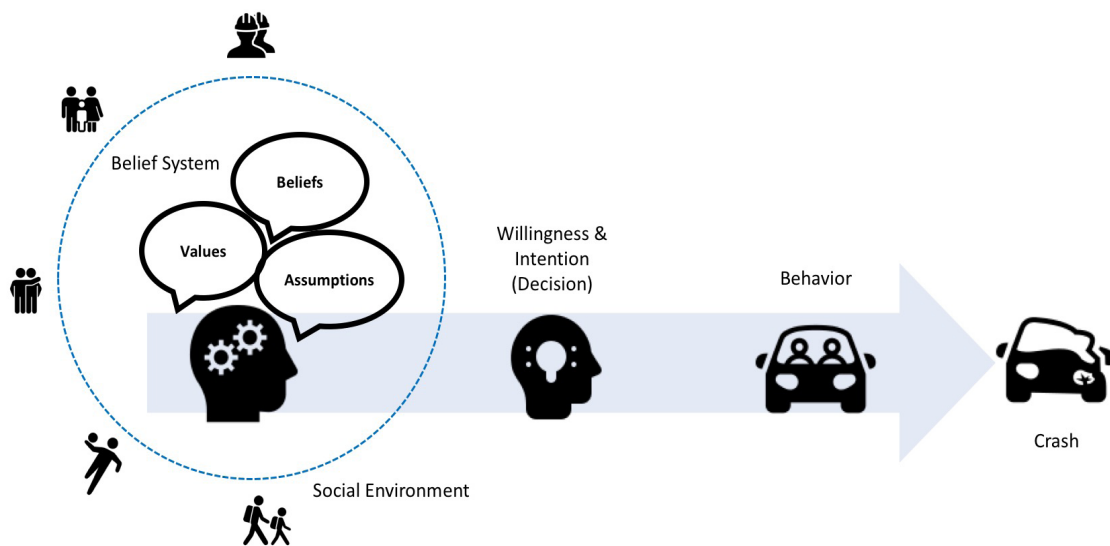 Belief System
Beliefs
Values
Assumptions
Willingness &
Intention
(Decision)
Behavior
Crash
Social Environment